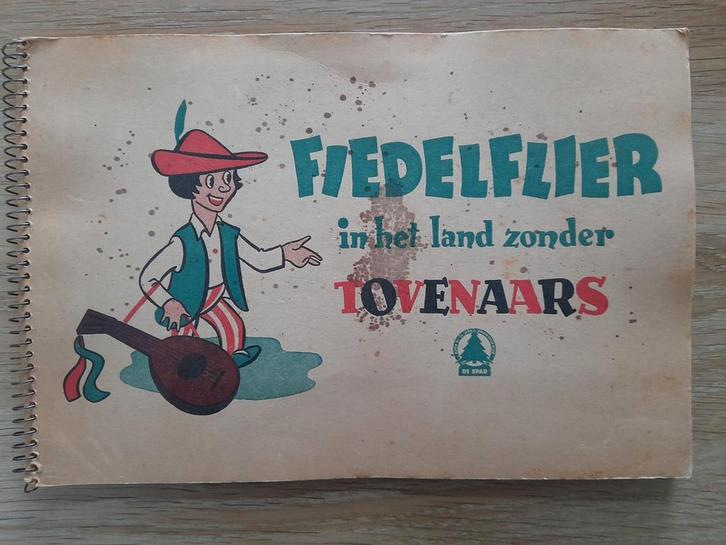 FIEDELFLIER
in het land zonder
TOVENAARS
DE SPAR